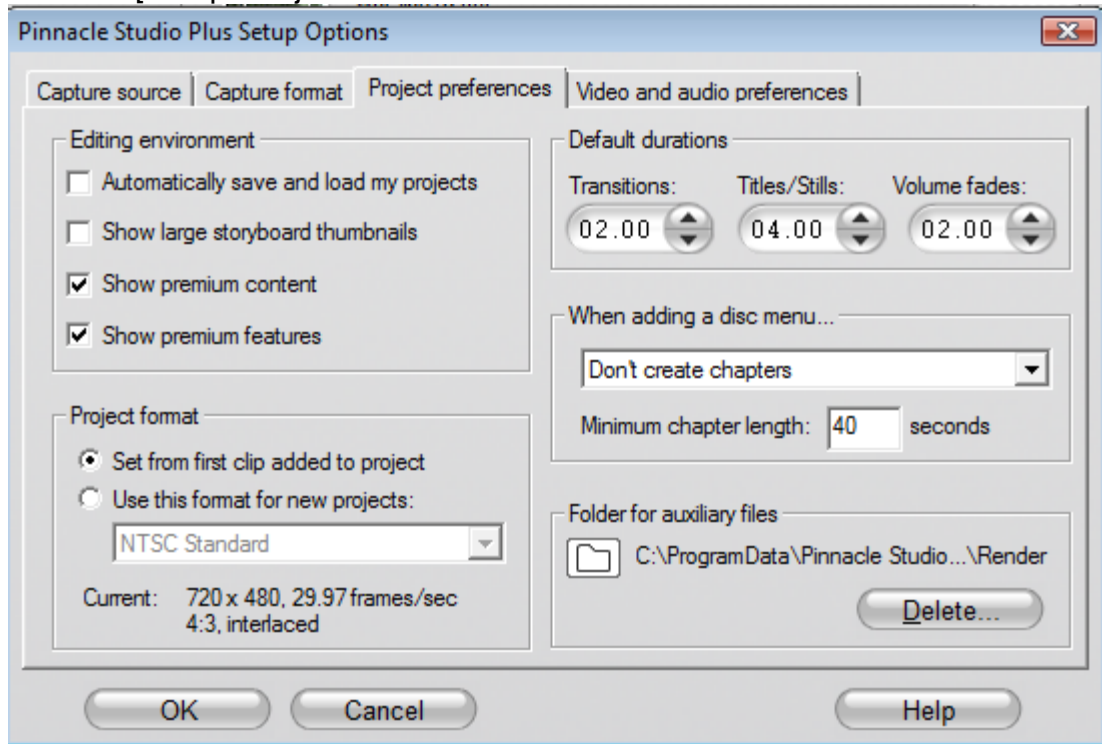 Pinnacle Studio Plus Setup Options
Capture source
Capture format
Project preferences
Video and audio preferences
Editing environment
Automatically save and load my projects
Show large storyboard thumbnails
Show premium content
Show premium features
Project format
Set from first clip added to project
Use this format for new projects:
NTSC Standard
Current: 720 x 480, 29.97 frames/sec
4:3, interlaced
Default durations
Transitions: Titles/Stills: Volume fades:
02.00 04.00 02.00
When adding a disc menu...
Don't create chapters
Minimum chapter length: 40 seconds
Folder for auxiliary files
C:\ProgramData\Pinnacle Studio...\Render
Delete...
OK
Cancel
Help